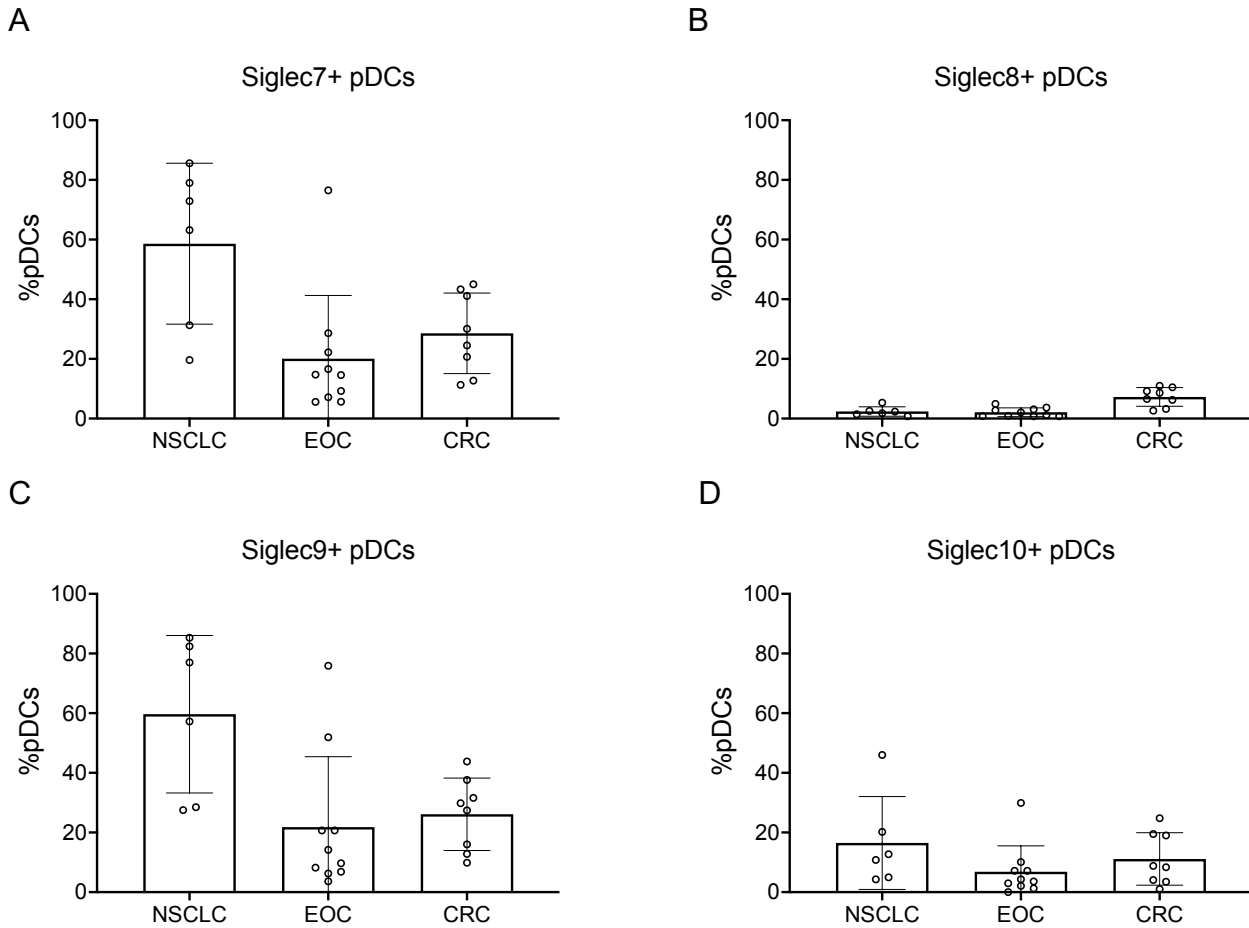 A
B
Siglec7+ pDCs
Siglec8+ pDCs
100
80
60
40
20
0
%pDCs
NSCLC EOC CRC
100
80
60
40
20
0
%pDCs
NSCLC EOC CRC
C
D
Siglec9+ pDCs
Siglec10+ pDCs
100
80
60
40
20
0
%pDCs
NSCLC EOC CRC
100
80
60
40
20
0
%pDCs
NSCLC EOC CRC